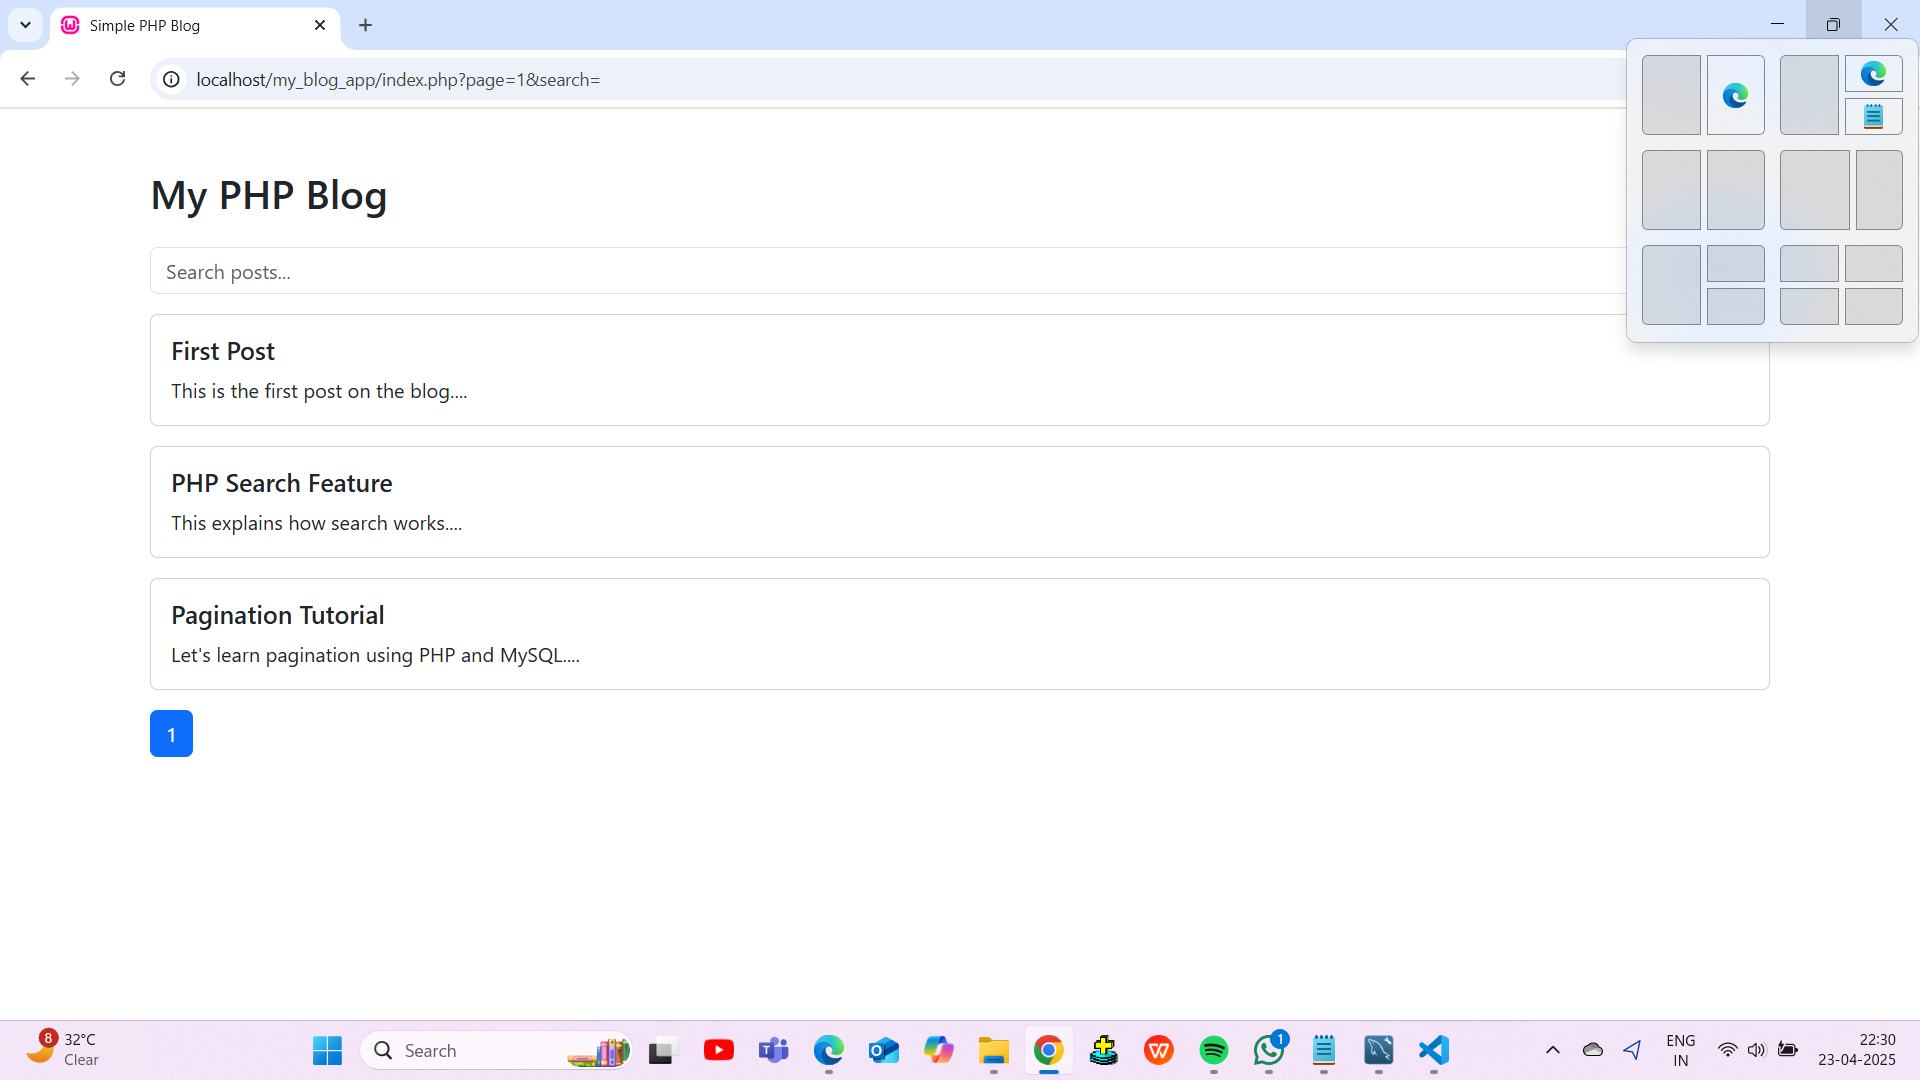 Simple PHP Blog
localhost/my_blog_app/index.php?page=1&search=
My PHP Blog
Search posts...
First Post
This is the first post on the blog....
PHP Search Feature
This explains how search works....
Pagination Tutorial
Let's learn pagination using PHP and MySQL....
1
8
32°C
Clear
Search
1
ENG
IN
22:30
23-04-2025